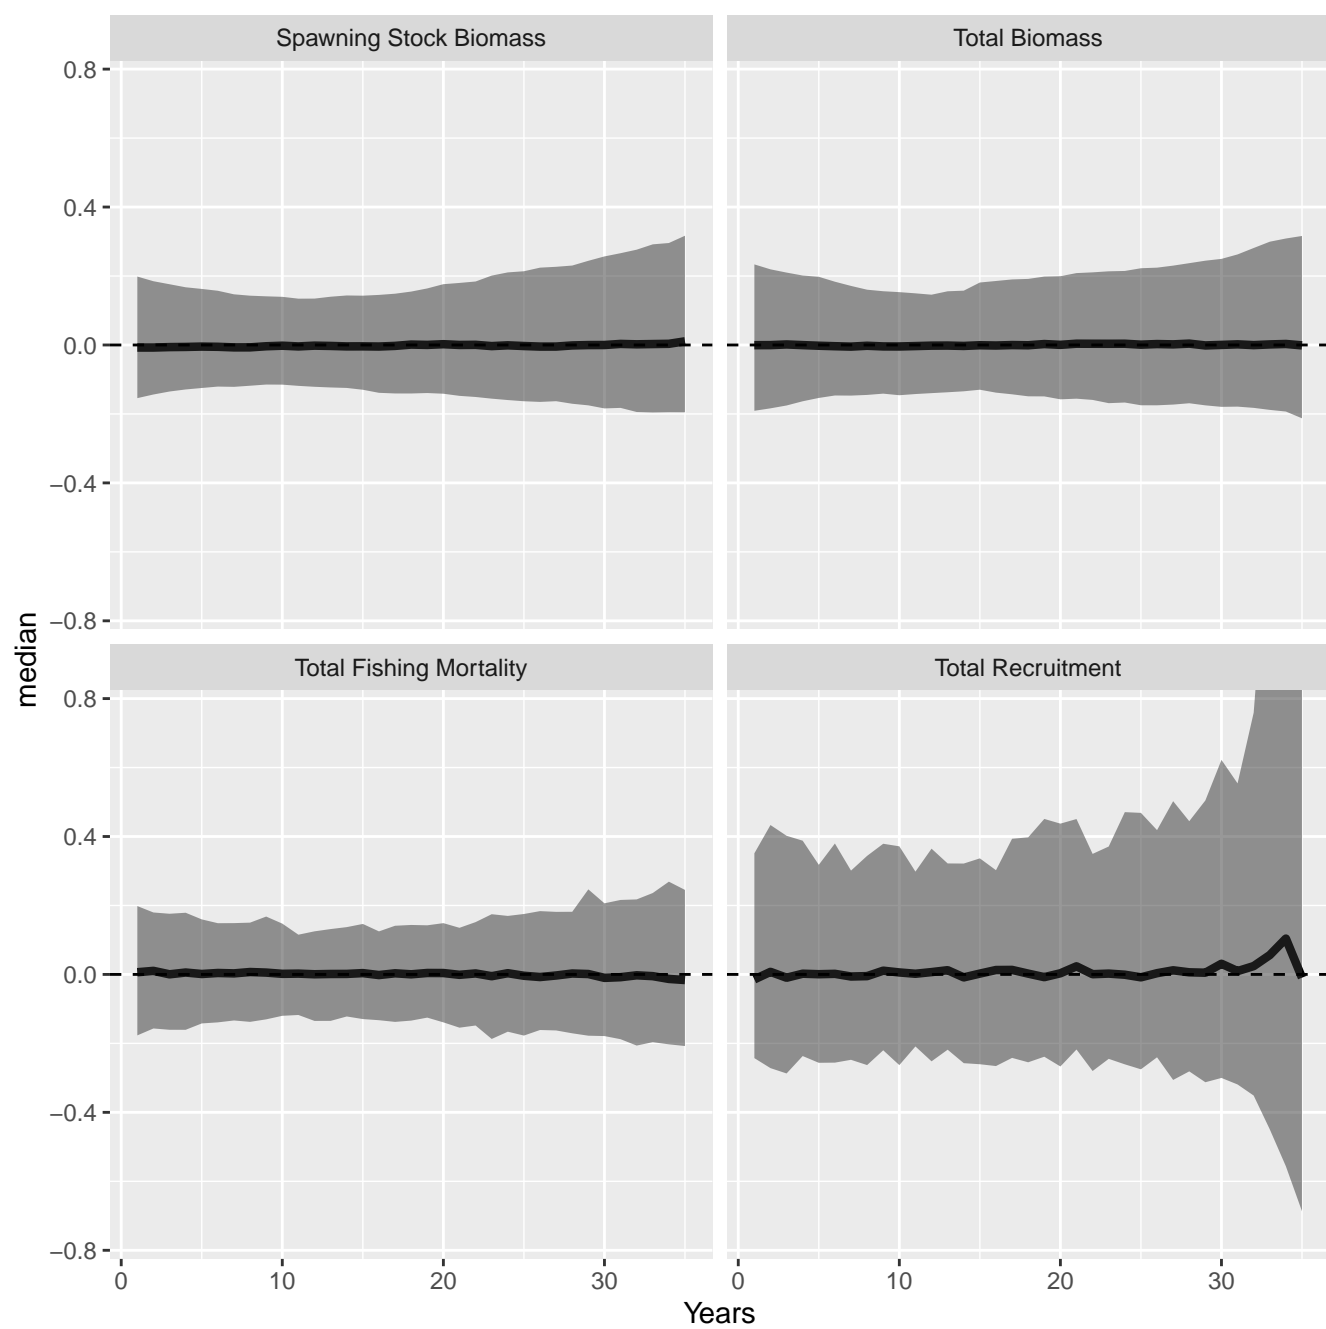 Spawning Stock Biomass
Total Biomass
0.8
0.4
0.0
−0.4
−0.8
median
Total Fishing Mortality
Total Recruitment
0.8
0.4
0.0
−0.4
−0.8
0 10 20 30
0 10 20 30
Years